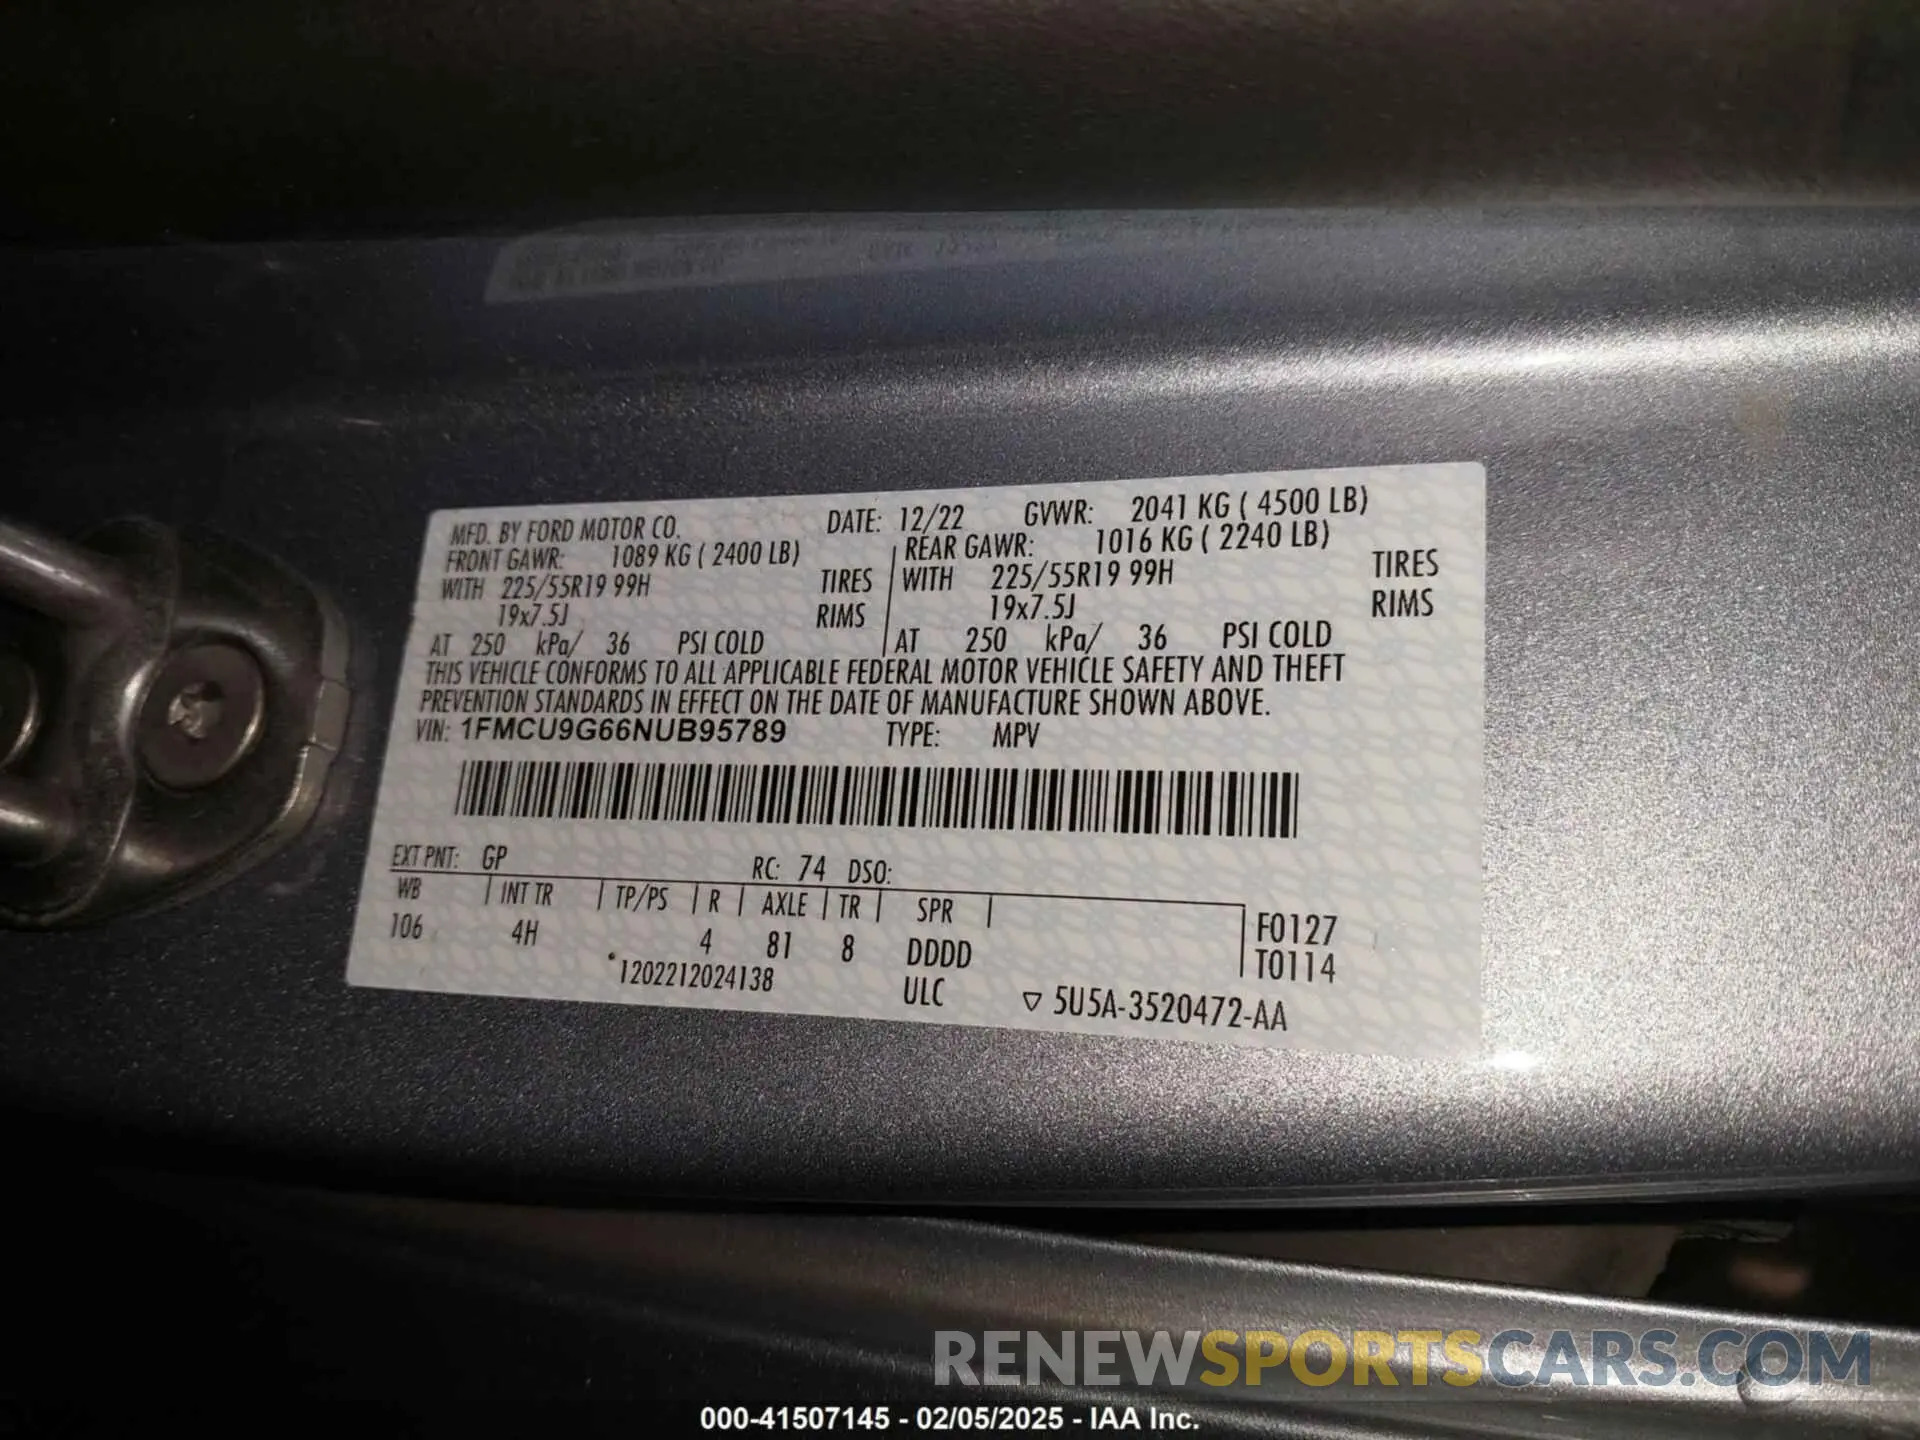 MFD. BY FORD MOTOR CO. DATE: 12/22 GVWR: 2041 KG ( 4500 LB)
FRONT GAWR: 1089 KG ( 2400 LB) REAR GAWR: 1016 KG ( 2240 LB)
WITH 225/55R19 99H TIRES WITH 225/55R19 99H TIRES
19x7.5J RIMS 19x7.5J RIMS
AT 250 kPa/ 36 PSI COLD AT 250 kPa/ 36 PSI COLD
THIS VEHICLE CONFORMS TO ALL APPLICABLE FEDERAL MOTOR VEHICLE SAFETY AND THEFT
PREVENTION STANDARDS IN EFFECT ON THE DATE OF MANUFACTURE SHOWN ABOVE.
VIN: 1FMCU9G66NUB95789 TYPE: MPV
EXT PNT: GP RC: 74 DSO:
WB INT TR TP/PS R AXLE TR SPR F0127
106 4H 4 81 8 DDDD T0114
*1202212024138 ULC ▽ 5U5A-3520472-AA
RENEWSPORTSCARS.COM
000-41507145 - 02/05/2025 - IAA Inc.